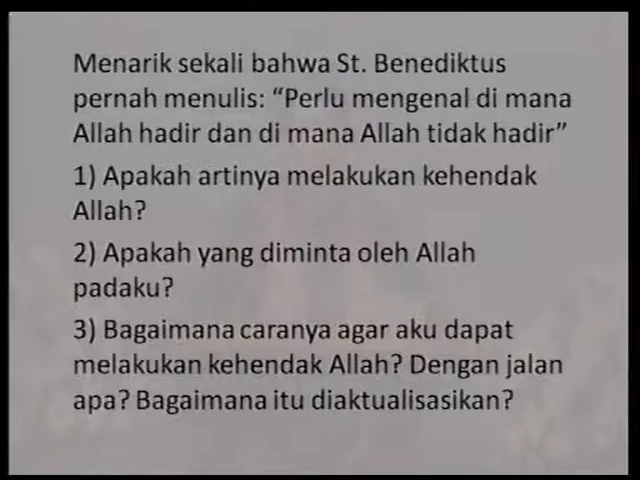 Menarik sekali bahwa St. Benediktus
pernah menulis: “Perlu mengenal di mana
Allah hadir dan di mana Allah tidak hadir”
1) Apakah artinya melakukan kehendak
Allah?
2) Apakah yang diminta oleh Allah
padaku?
3) Bagaimana caranya agar aku dapat
melakukan kehendak Allah? Dengan jalan
apa? Bagaimana itu diaktualisasikan?